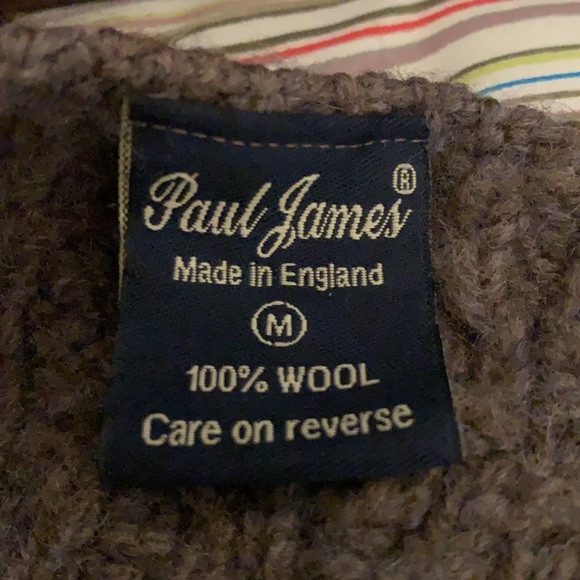 Paul James ®
Made in England
M
100% WOOL
Care on reverse